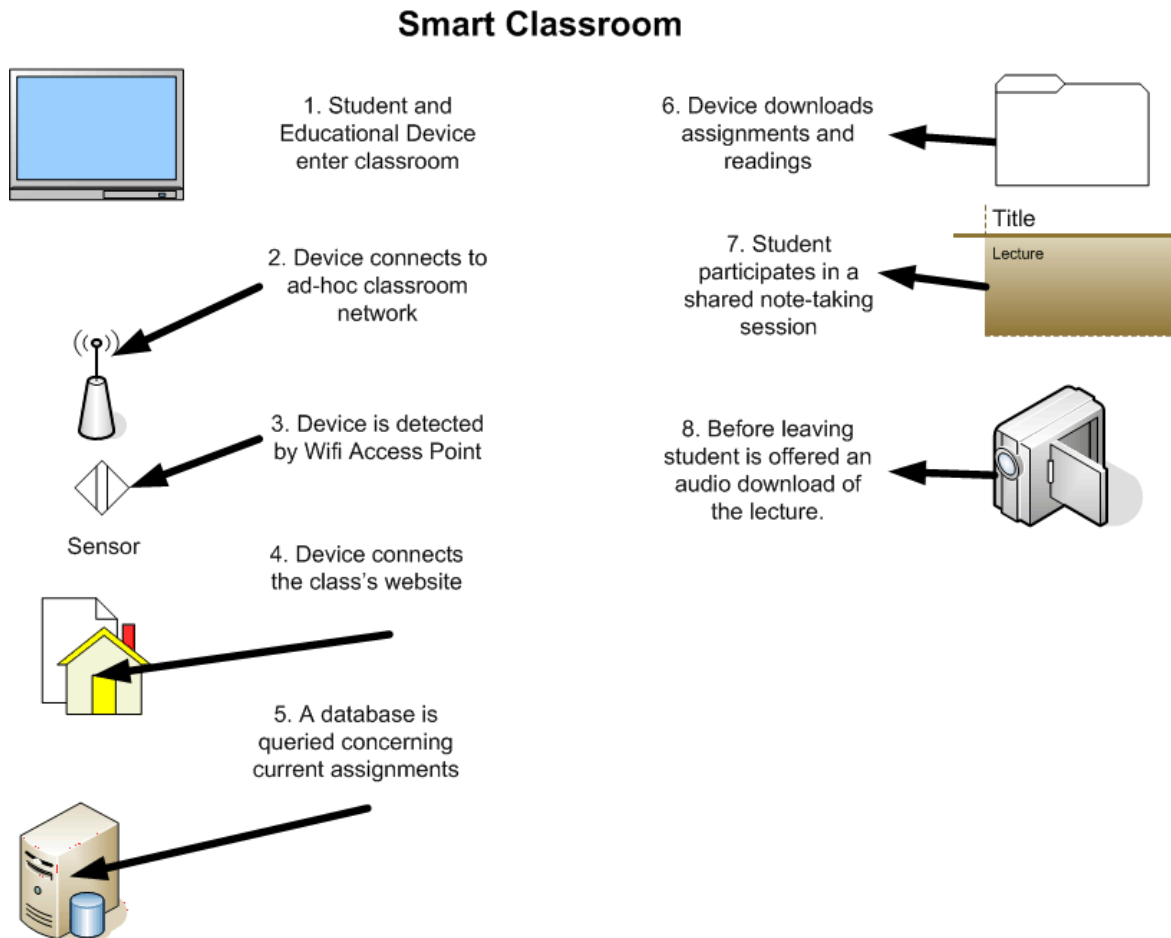 Smart Classroom
1. Student and
Educational Device
enter classroom
2. Device connects to
ad-hoc classroom
network
3. Device is detected
by Wifi Access Point
Sensor
4. Device connects
the class's website
5. A database is
queried concerning
current assignments
6. Device downloads
assignments and
readings
Title
Lecture
7. Student
participates in a
shared note-taking
session
8. Before leaving
student is offered an
audio download of
the lecture.